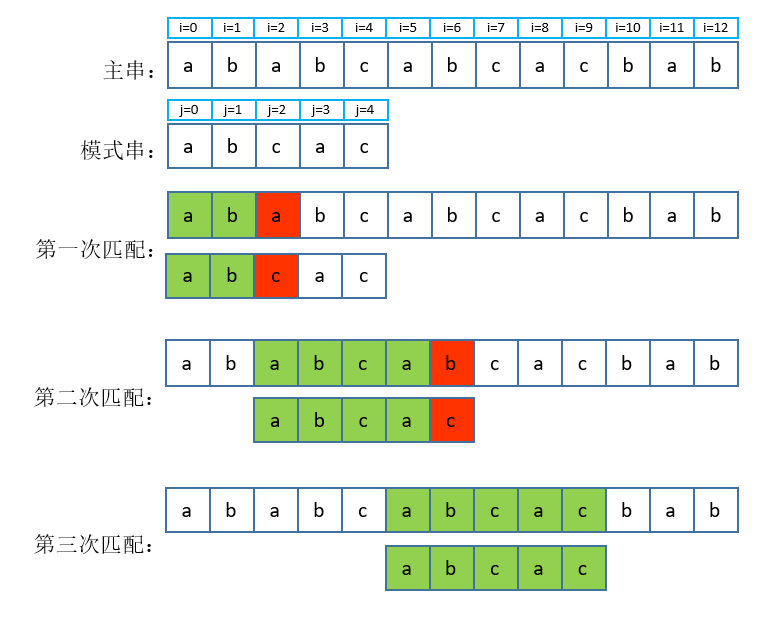 i=0 i=1 i=2 i=3 i=4 i=5 i=6 i=7 i=8 i=9 i=10 i=11 i=12
主串： a b a b c a b c a c b a b
j=0 j=1 j=2 j=3 j=4
模式串： a b c a c
a b a b c a b c a c b a b
第一次匹配：
a b c a c
a b a b c a b c a c b a b
第二次匹配：
a b c a c
a b a b c a b c a c b a b
第三次匹配：
a b c a c